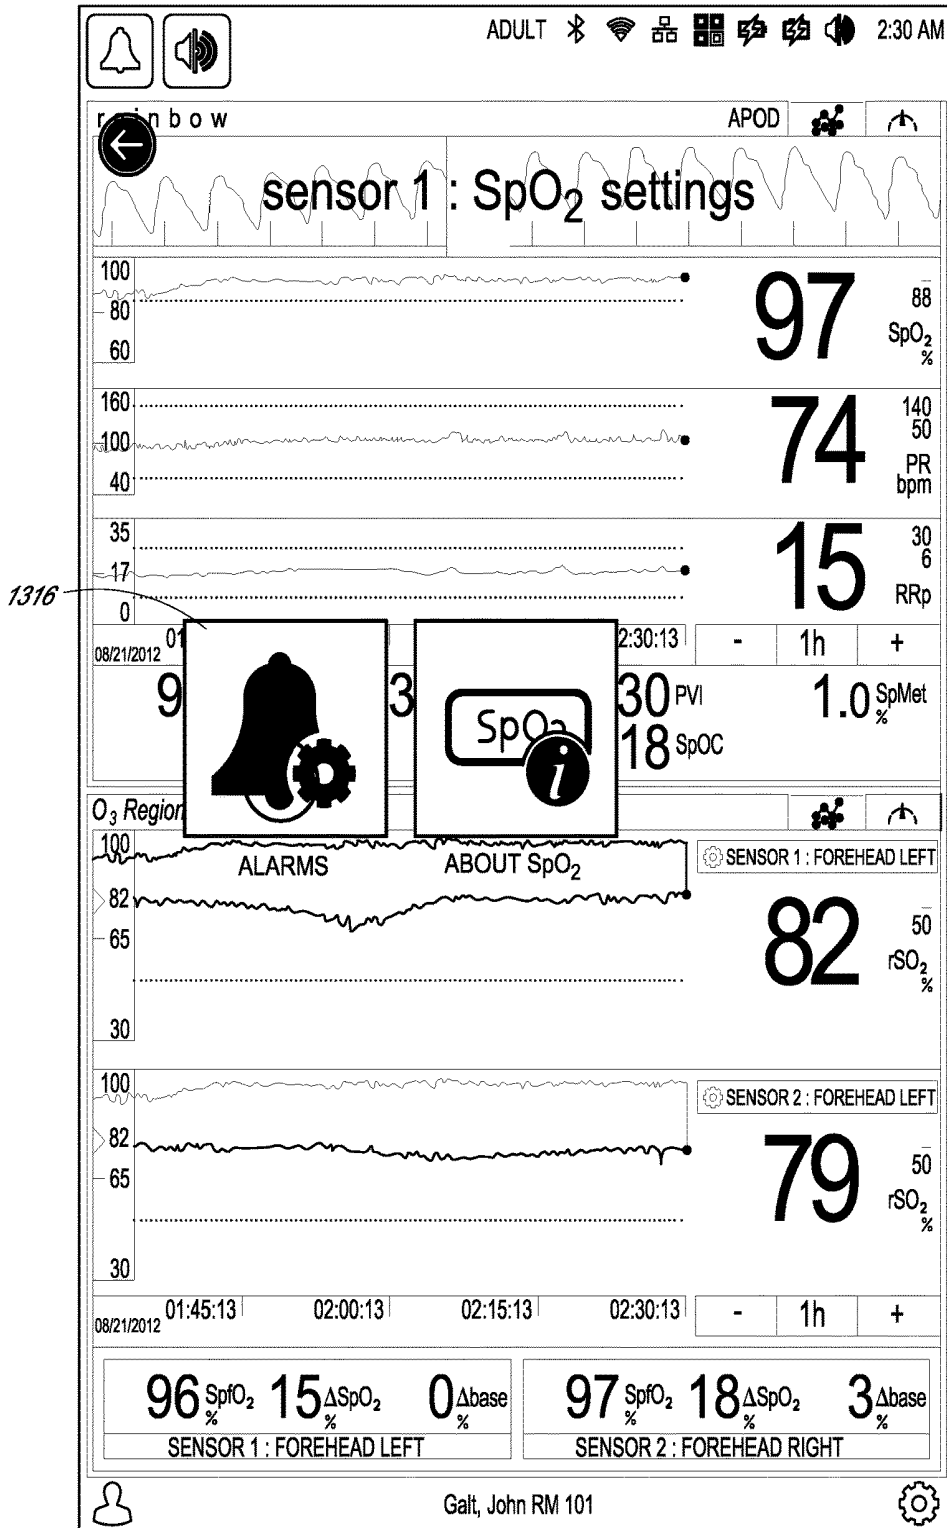 ADULT 2:30 AM
r i n b o w APOD
sensor 1 : SpO₂ settings
100
80
60
97
88
SpO₂
%
160
100
40
74
140
50
PR
bpm
35
17
0
15
30
6
RRp
1316
08/21/2012 01 2:30:13 - 1h +
9 3 30 PVI 1.0 SpMet
%
18 SpOC
SpO₂
i
ALARMS ABOUT SpO₂
O₃ Region
100
82
65
30
SENSOR 1 : FOREHEAD LEFT
82
50
rSO₂
%
100
82
65
30
SENSOR 2 : FOREHEAD LEFT
79
50
rSO₂
%
08/21/2012 01:45:13 02:00:13 02:15:13 02:30:13 - 1h +
96 SpfO₂ % 15 ΔSpO₂ % 0 Δbase %
SENSOR 1 : FOREHEAD LEFT
97 SpfO₂ % 18 ΔSpO₂ % 3 Δbase %
SENSOR 2 : FOREHEAD RIGHT
Galt, John RM 101